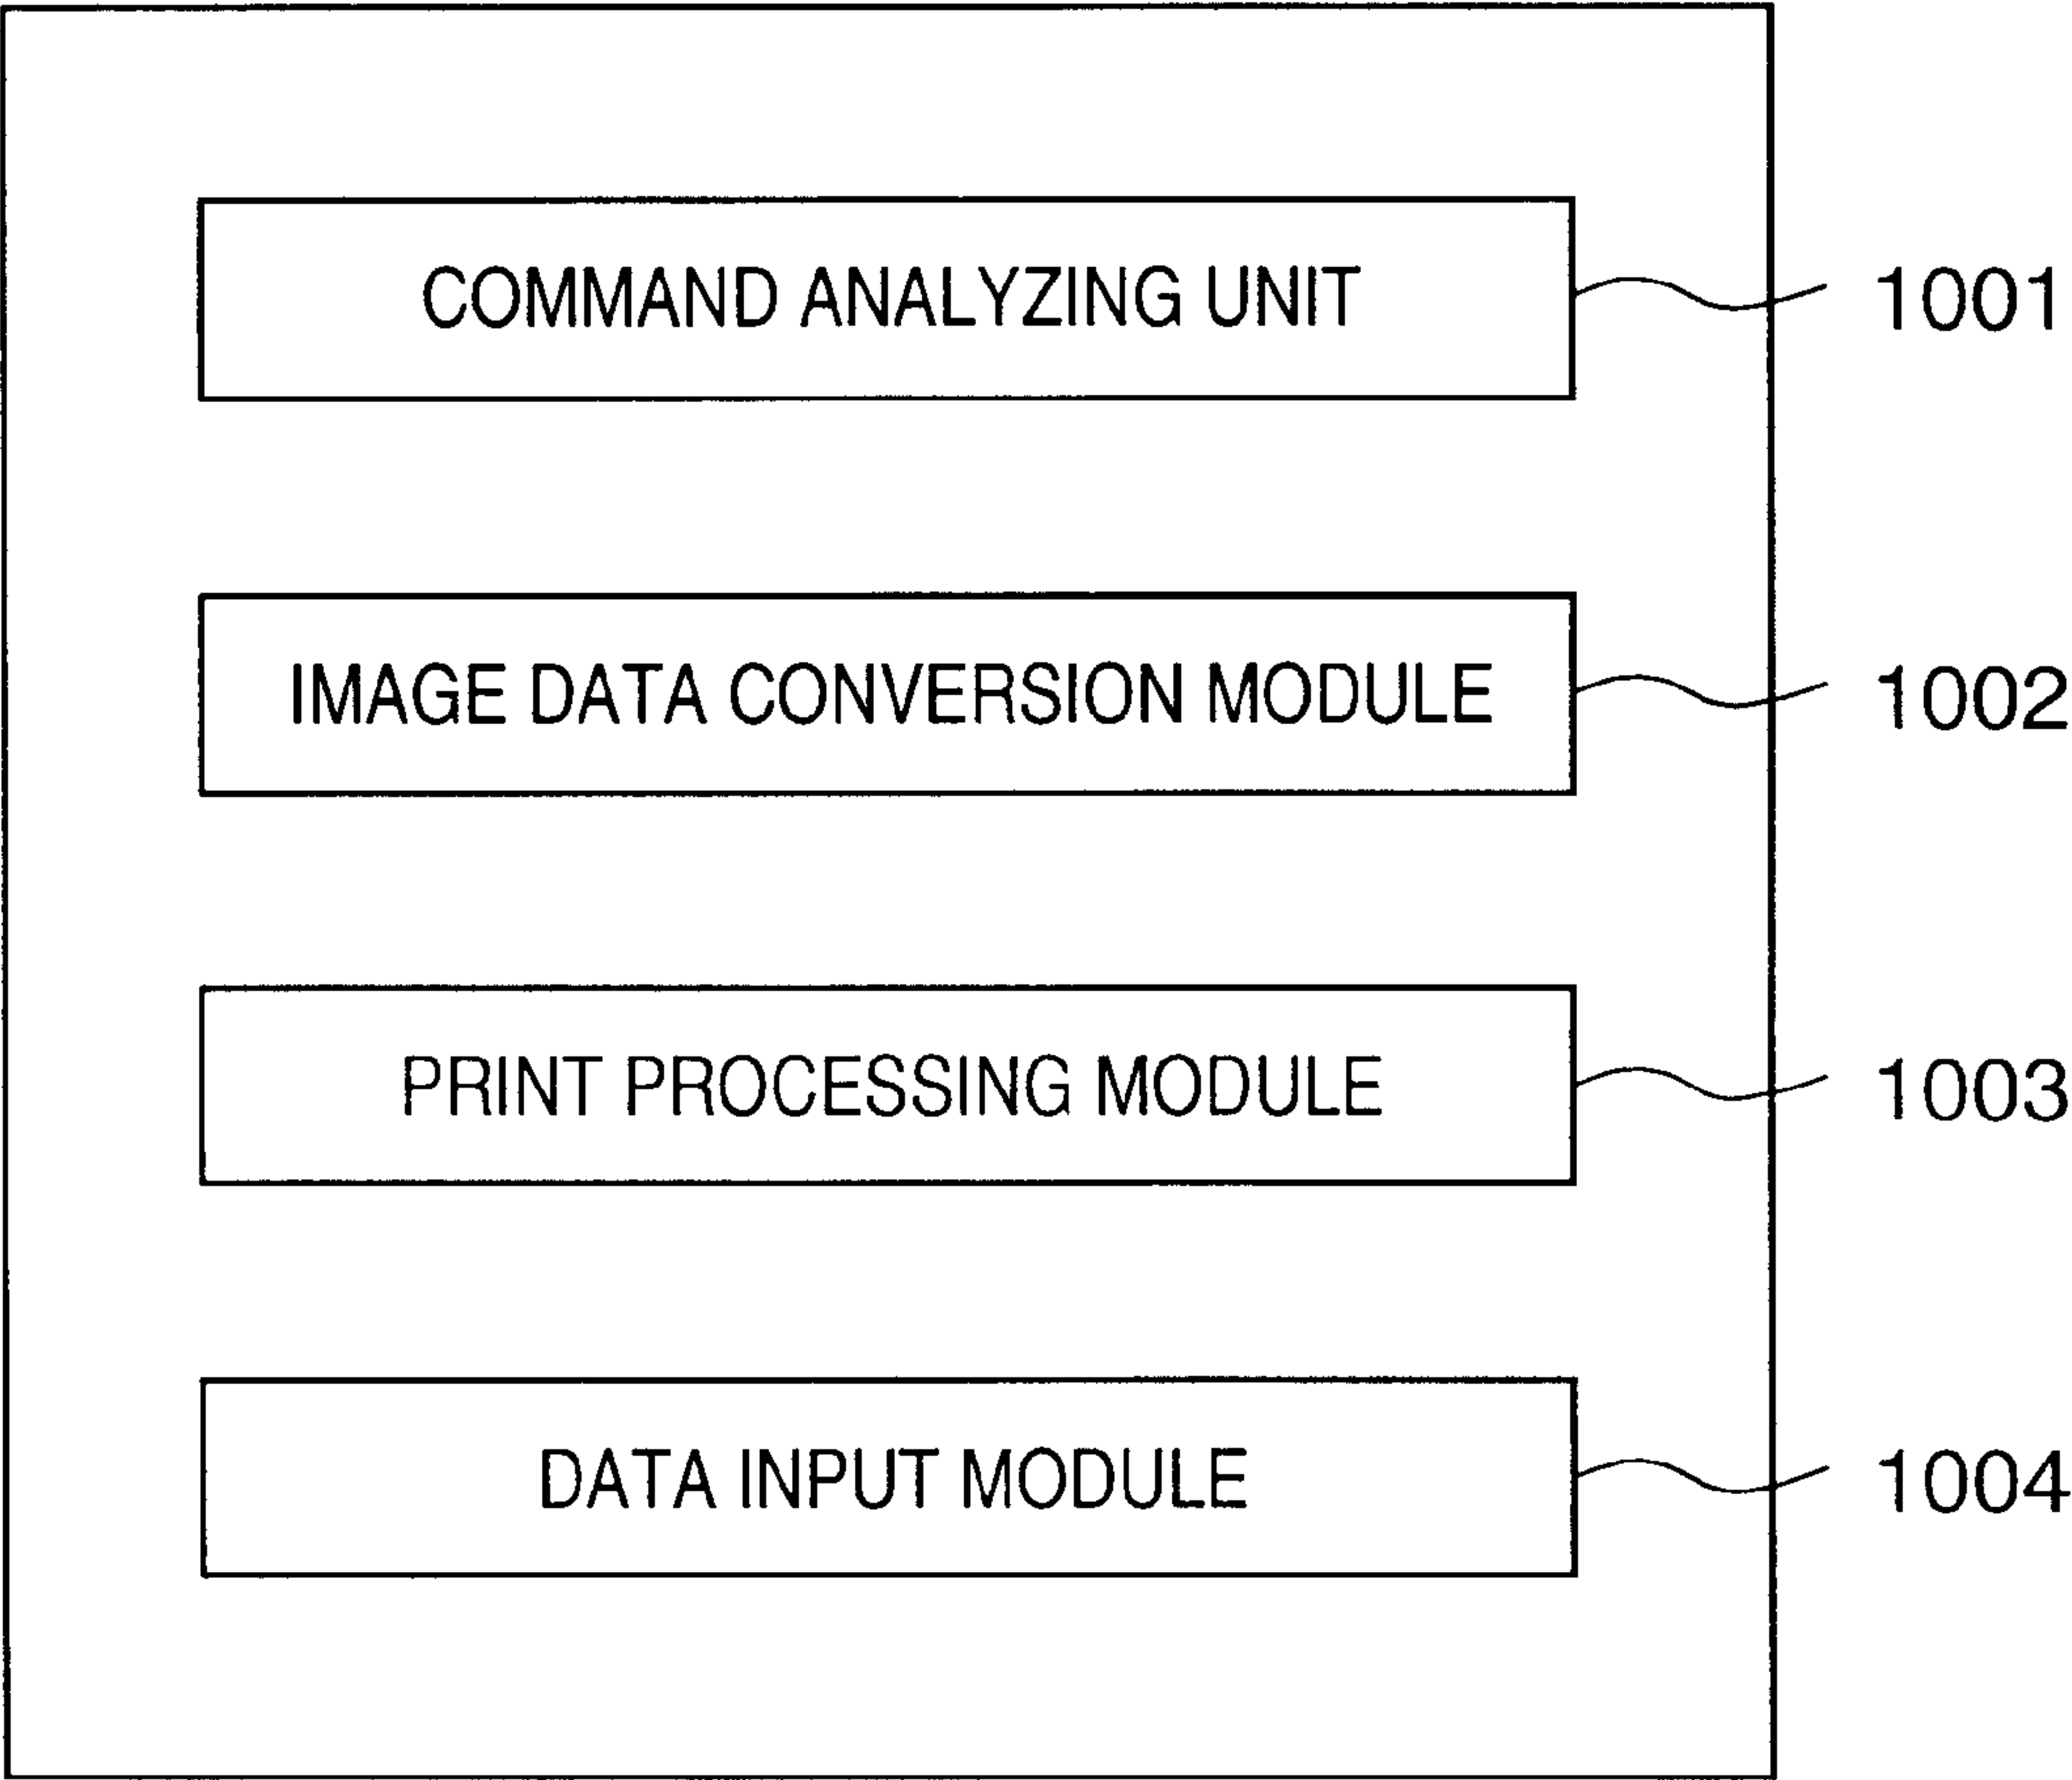 COMMAND ANALYZING UNIT 1001
IMAGE DATA CONVERSION MODULE 1002
PRINT PROCESSING MODULE 1003
DATA INPUT MODULE 1004